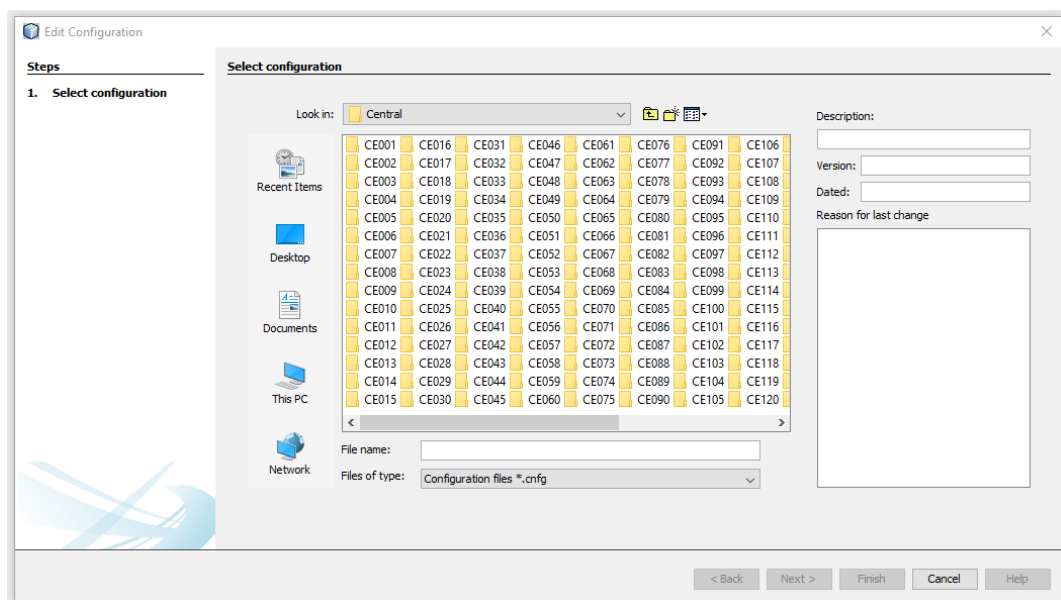 Edit Configuration
Steps
1. Select configuration
Select configuration
Look in:
Central
Recent Items
Desktop
Documents
This PC
Network
CE001 CE016 CE031 CE046 CE061 CE076 CE091 CE106
CE002 CE017 CE032 CE047 CE062 CE077 CE092 CE107
CE003 CE018 CE033 CE048 CE063 CE078 CE093 CE108
CE004 CE019 CE034 CE049 CE064 CE079 CE094 CE109
CE005 CE020 CE035 CE050 CE065 CE080 CE095 CE110
CE006 CE021 CE036 CE051 CE066 CE081 CE096 CE111
CE007 CE022 CE037 CE052 CE067 CE082 CE097 CE112
CE008 CE023 CE038 CE053 CE068 CE083 CE098 CE113
CE009 CE024 CE039 CE054 CE069 CE084 CE099 CE114
CE010 CE025 CE040 CE055 CE070 CE085 CE100 CE115
CE011 CE026 CE041 CE056 CE071 CE086 CE101 CE116
CE012 CE027 CE042 CE057 CE072 CE087 CE102 CE117
CE013 CE028 CE043 CE058 CE073 CE088 CE103 CE118
CE014 CE029 CE044 CE059 CE074 CE089 CE104 CE119
CE015 CE030 CE045 CE060 CE075 CE090 CE105 CE120
File name:
Files of type:
Configuration files *.cnfg
Description:
Version:
Dated:
Reason for last change
< Back
Next >
Finish
Cancel
Help